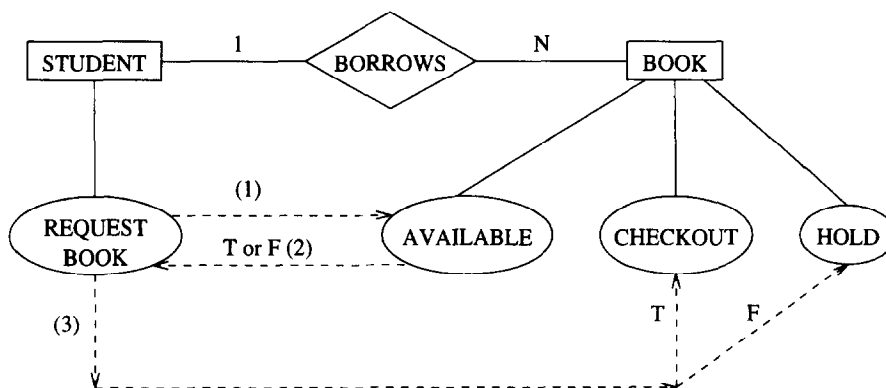 STUDENT
1
BORROWS
N
BOOK
(1)
REQUEST
BOOK
T or F (2)
AVAILABLE
CHECKOUT
HOLD
(3)
T
F